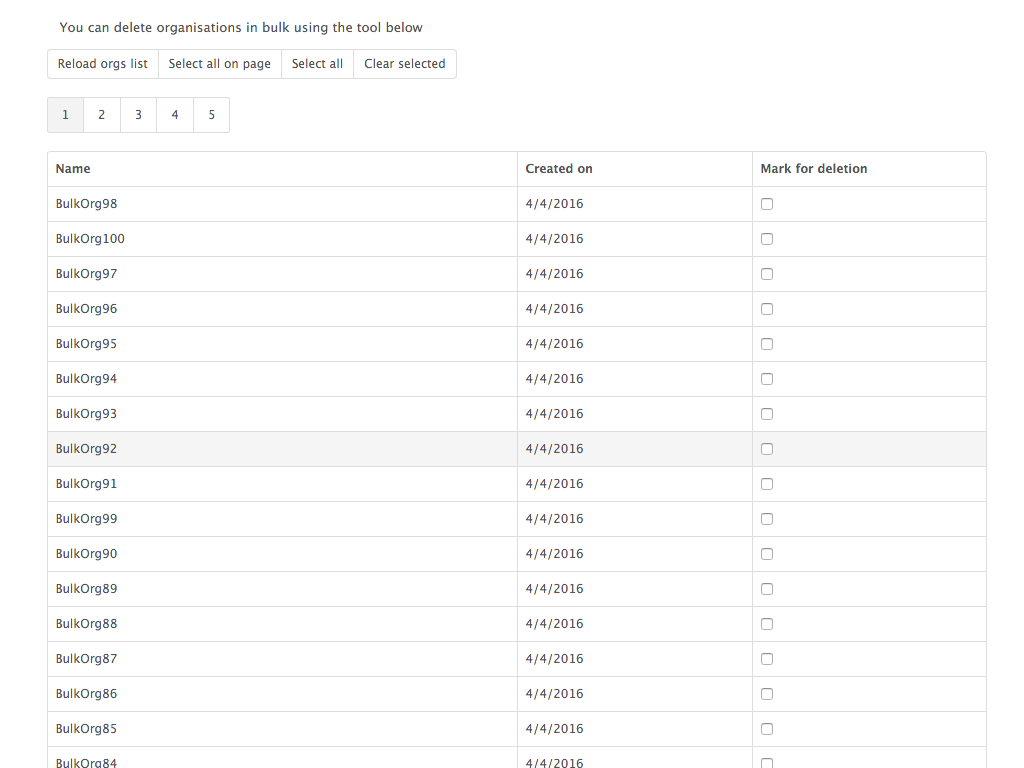 You can delete organisations in bulk using the tool below
Reload orgs list Select all on page Select all Clear selected
1 2 3 4 5
Name Created on Mark for deletion
BulkOrg98 4/4/2016
BulkOrg100 4/4/2016
BulkOrg97 4/4/2016
BulkOrg96 4/4/2016
BulkOrg95 4/4/2016
BulkOrg94 4/4/2016
BulkOrg93 4/4/2016
BulkOrg92 4/4/2016
BulkOrg91 4/4/2016
BulkOrg99 4/4/2016
BulkOrg90 4/4/2016
BulkOrg89 4/4/2016
BulkOrg88 4/4/2016
BulkOrg87 4/4/2016
BulkOrg86 4/4/2016
BulkOrg85 4/4/2016
BulkOrg84 4/4/2016